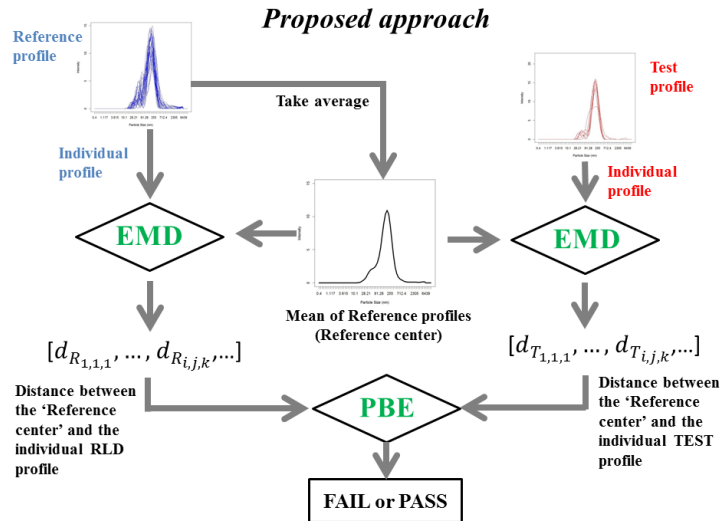 Proposed approach
Reference
profile
Test
profile
Take average
Individual
profile
Individual
profile
EMD
EMD
Mean of Reference profiles
(Reference center)
[d_{R_{1,1,1}}, … , d_{R_{i,j,k}},…]
[d_{T_{1,1,1}}, … , d_{T_{i,j,k}},…]
Distance between
the ‘Reference
center’ and the
individual RLD
profile
Distance between
the ‘Reference
center’ and the
individual TEST
profile
PBE
FAIL or PASS